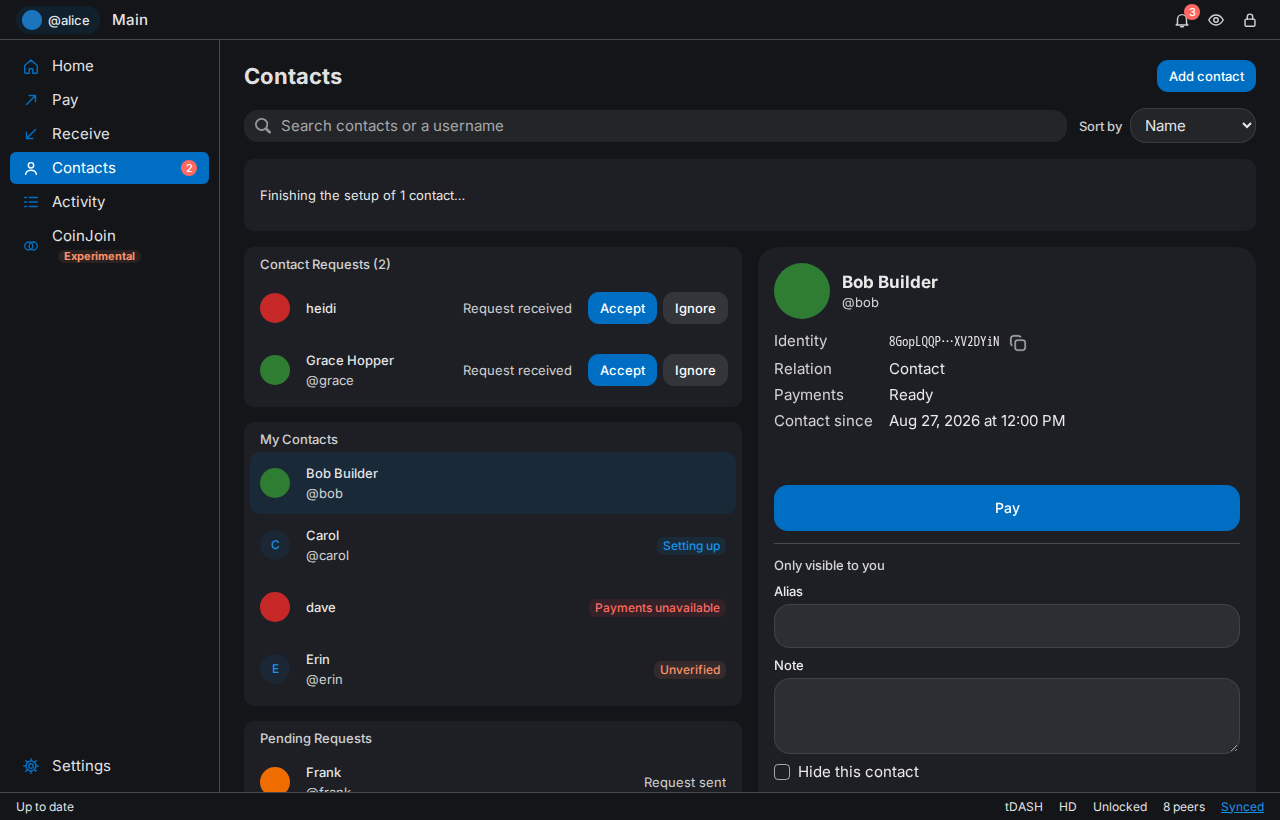 @alice Main 3
Home
Pay
Receive
Contacts 2
Activity
CoinJoin
Experimental
Settings
Contacts
Add contact
Search contacts or a username
Sort by Name
Finishing the setup of 1 contact...
Contact Requests (2)
heidi Request received Accept Ignore
Grace Hopper
@grace
Request received Accept Ignore
My Contacts
Bob Builder
@bob
C Carol
@carol
Setting up
dave Payments unavailable
E Erin
@erin
Unverified
Pending Requests
Frank
@frank
Request sent
Bob Builder
@bob
Identity 8GopLQQP···XV2DYiN
Relation Contact
Payments Ready
Contact since Aug 27, 2026 at 12:00 PM
Pay
Only visible to you
Alias
Note
Hide this contact
Up to date tDASH HD Unlocked 8 peers Synced